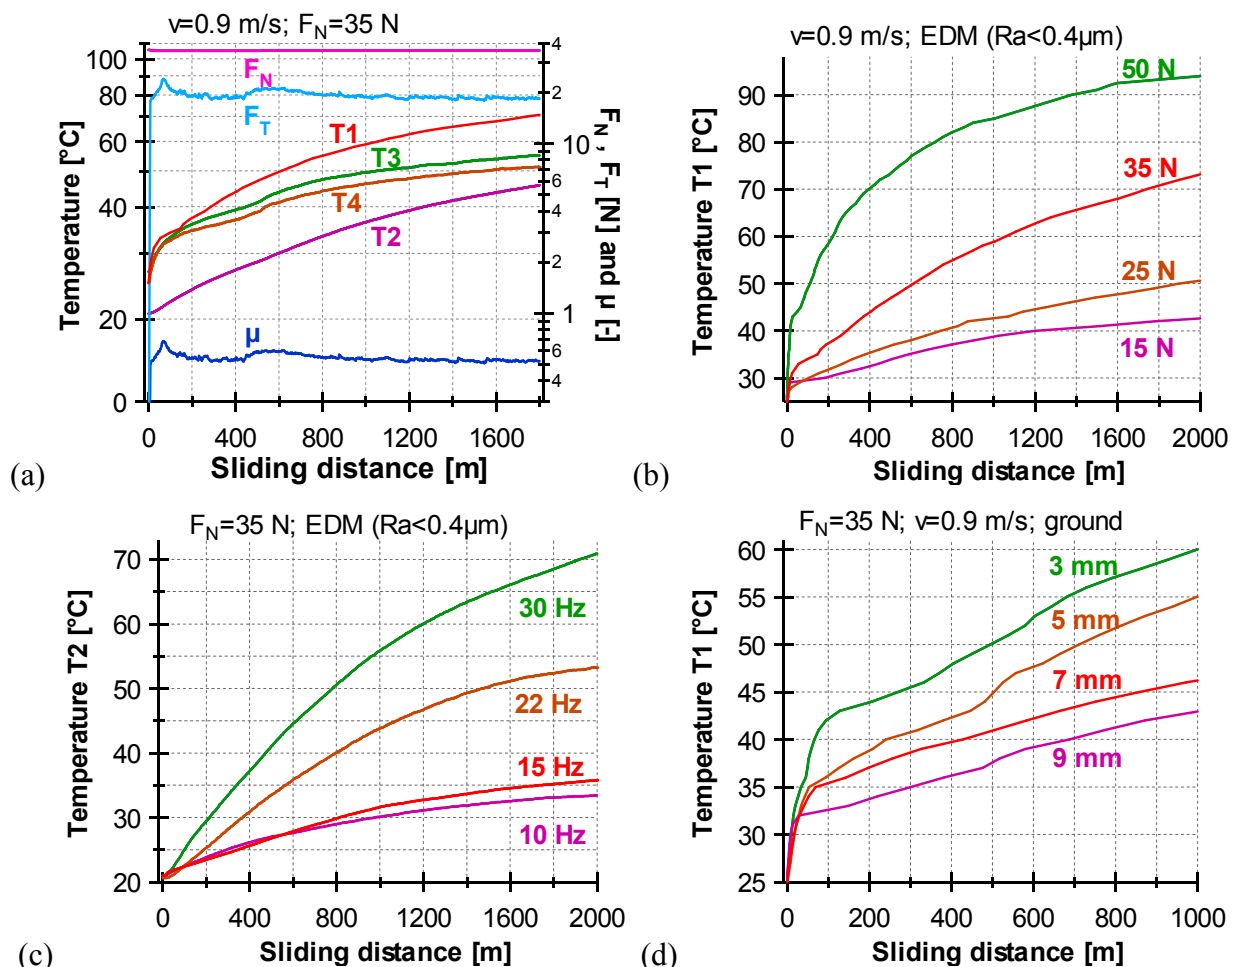 v=0.9 m/s; F_N=35 N
Temperature [°C]
100
80
60
40
20
0
F_N
F_T
T1
T3
T4
T2
μ
4
2
10
6
4
2
1
6
4
F_N , F_T [N] and μ [-]
0
400
800
1200
1600
Sliding distance [m]
(a)
v=0.9 m/s; EDM (Ra<0.4μm)
Temperature T1 [°C]
90
80
70
60
50
40
30
50 N
35 N
25 N
15 N
0
400
800
1200
1600
2000
Sliding distance [m]
(b)
F_N=35 N; EDM (Ra<0.4μm)
Temperature T2 [°C]
70
60
50
40
30
20
30 Hz
22 Hz
15 Hz
10 Hz
0
400
800
1200
1600
2000
Sliding distance [m]
(c)
F_N=35 N; v=0.9 m/s; ground
Temperature T1 [°C]
60
55
50
45
40
35
30
25
3 mm
5 mm
7 mm
9 mm
0
200
400
600
800
1000
Sliding distance [m]
(d)